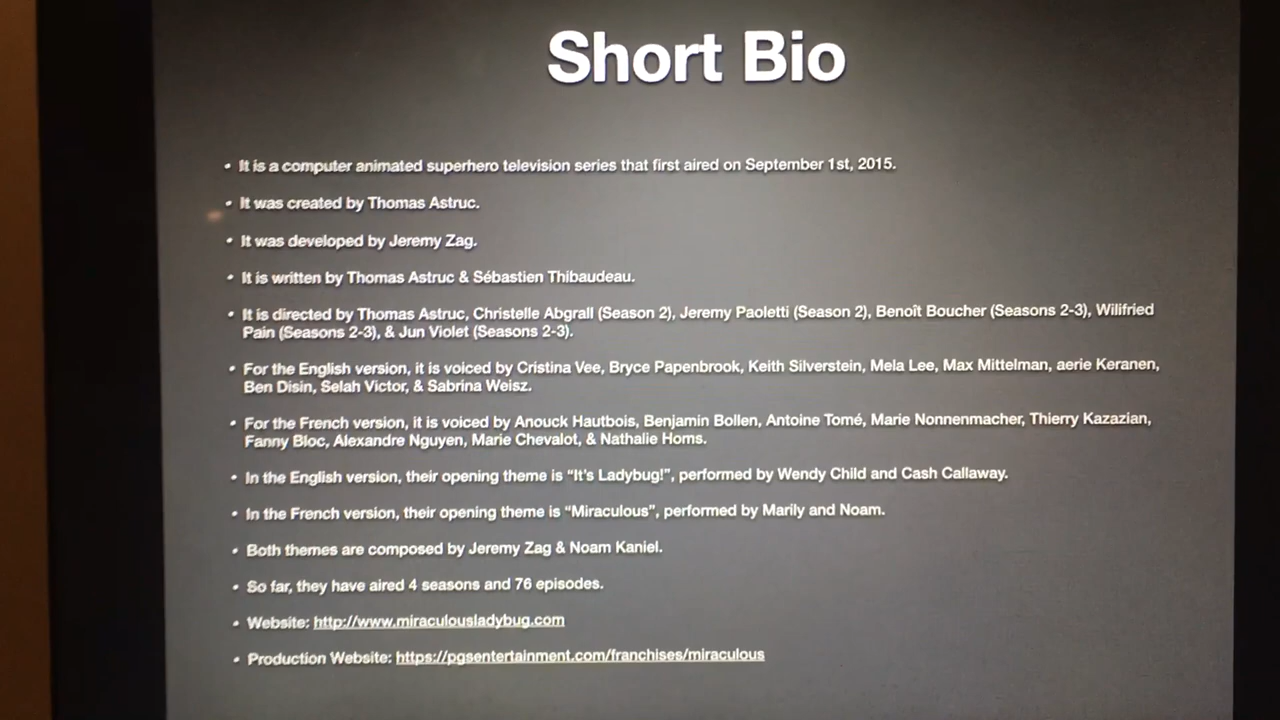 Short Bio
• It is a computer animated superhero television series that first aired on September 1st, 2015.
• It was created by Thomas Astruc.
• It was developed by Jeremy Zag.
• It is written by Thomas Astruc & Sébastien Thibaudeau.
• It is directed by Thomas Astruc, Christelle Abgrall (Season 2), Jeremy Paoletti (Season 2), Benoît Boucher (Seasons 2-3), Wilifried
Pain (Seasons 2-3), & Jun Violet (Seasons 2-3).
• For the English version, it is voiced by Cristina Vee, Bryce Papenbrook, Keith Silverstein, Mela Lee, Max Mittelman, aerie Keranen,
Ben Disin, Selah Victor, & Sabrina Weisz.
• For the French version, it is voiced by Anouck Hautbois, Benjamin Bollen, Antoine Tomé, Marie Nonnenmacher, Thierry Kazazian,
Fanny Bloc, Alexandre Nguyen, Marie Chevalot, & Nathalie Homs.
• In the English version, their opening theme is “It’s Ladybug!”, performed by Wendy Child and Cash Callaway.
• In the French version, their opening theme is “Miraculous”, performed by Marily and Noam.
• Both themes are composed by Jeremy Zag & Noam Kaniel.
• So far, they have aired 4 seasons and 76 episodes.
• Website: http://www.miraculousladybug.com
• Production Website: https://pgsentertainment.com/franchises/miraculous